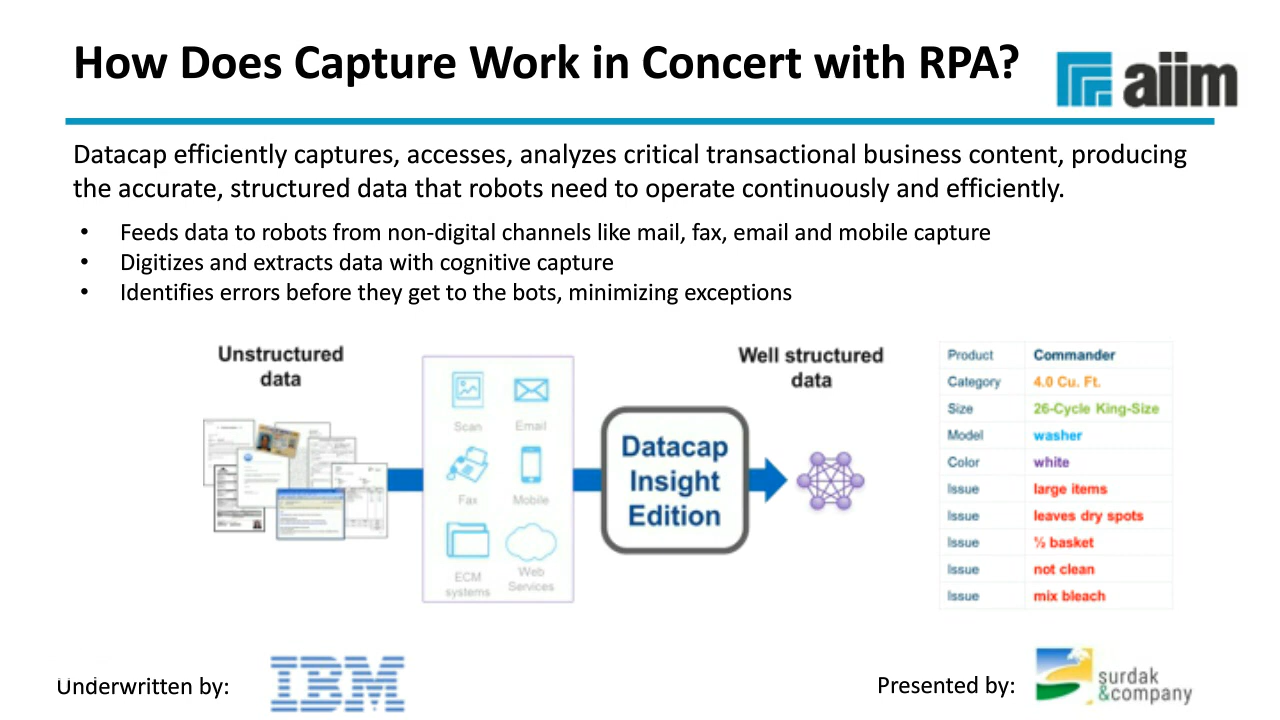 How Does Capture Work in Concert with RPA?
aiim
Datacap efficiently captures, accesses, analyzes critical transactional business content, producing
the accurate, structured data that robots need to operate continuously and efficiently.
• Feeds data to robots from non-digital channels like mail, fax, email and mobile capture
• Digitizes and extracts data with cognitive capture
• Identifies errors before they get to the bots, minimizing exceptions
Unstructured
data
Scan
Email
Fax
Mobile
ECM
systems
Web
Services
Datacap
Insight
Edition
Well structured
data
Product Commander
Category 4.0 Cu. Ft.
Size 26-Cycle King-Size
Model washer
Color white
Issue large items
Issue leaves dry spots
Issue ½ basket
Issue not clean
Issue mix bleach
Underwritten by:
IBM
Presented by:
surdak
&company